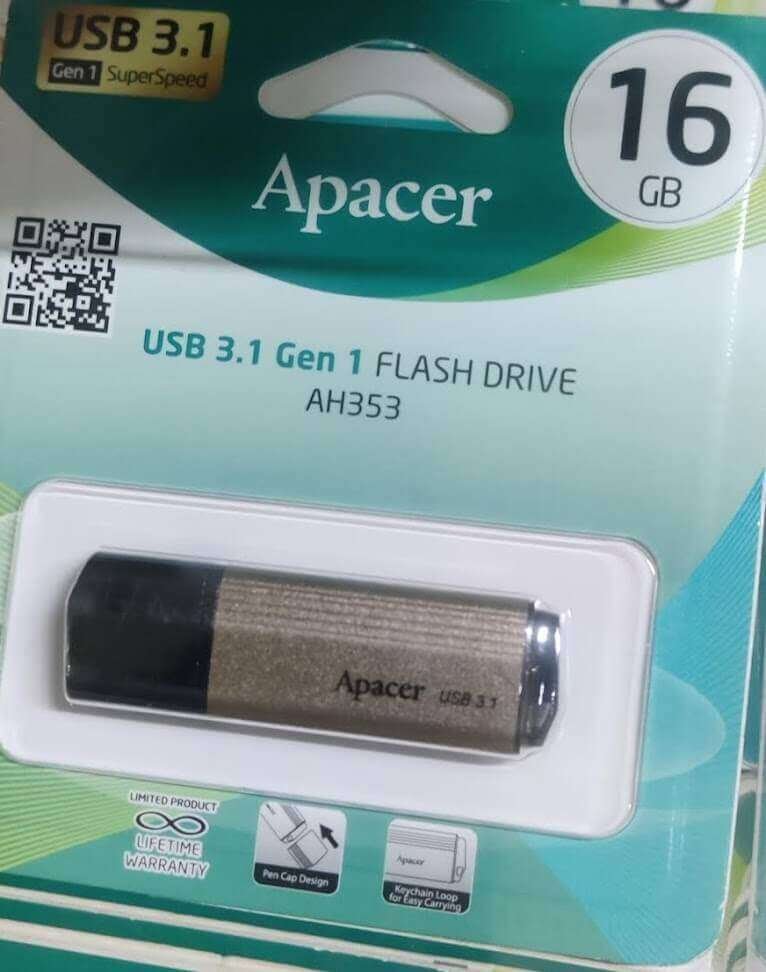 USB 3.1
Gen 1 SuperSpeed
16
GB
Apacer
USB 3.1 Gen 1 FLASH DRIVE
AH353
Apacer USB 3.1
LIMITED PRODUCT
LIFETIME
WARRANTY
Pen Cap Design
Apacer
Keychain Loop
for Easy Carrying